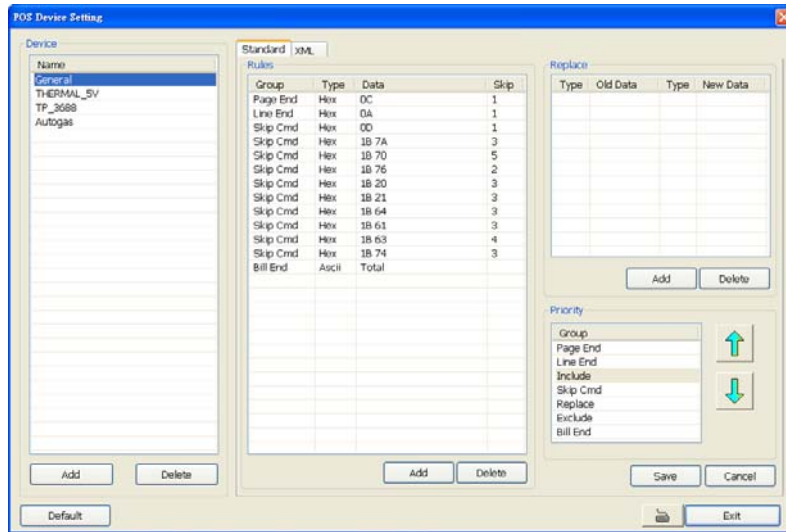 POS Device Setting
Device
Name
General
THERMAL_5V
TP_3688
Autogas
Add Delete
Default
Standard XML
Rules
Group Type Data Skip
Page End Hex 0C 1
Line End Hex 0A 1
Skip Cmd Hex 0D 1
Skip Cmd Hex 1B 7A 3
Skip Cmd Hex 1B 70 5
Skip Cmd Hex 1B 76 2
Skip Cmd Hex 1B 20 3
Skip Cmd Hex 1B 21 3
Skip Cmd Hex 1B 64 3
Skip Cmd Hex 1B 61 3
Skip Cmd Hex 1B 63 4
Skip Cmd Hex 1B 74 3
Bill End Ascii Total
Add Delete
Replace
Type Old Data Type New Data
Add Delete
Priority
Group
Page End
Line End
Include
Skip Cmd
Replace
Exclude
Bill End
Save Cancel
Exit